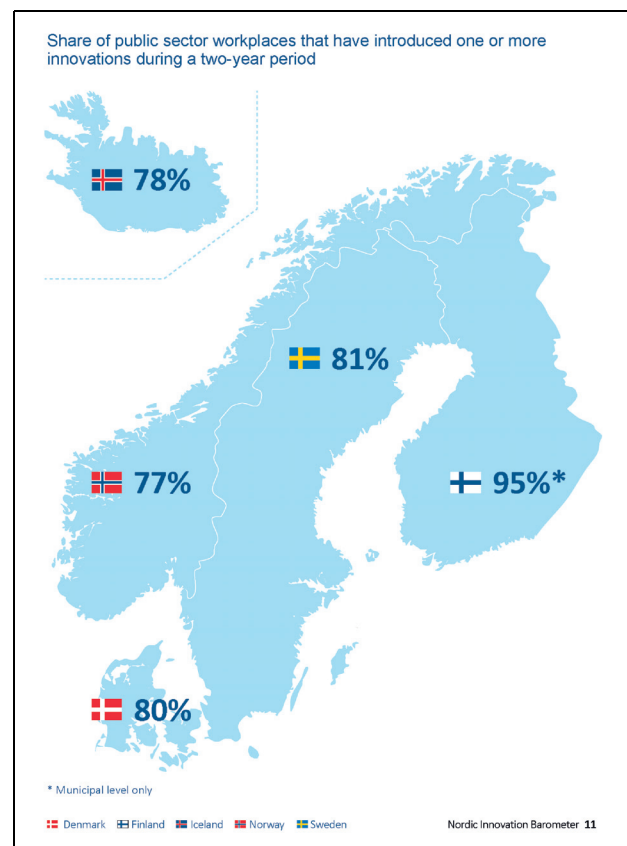 Share of public sector workplaces that have introduced one or more
innovations during a two-year period
78%
81%
77%
95%*
80%
* Municipal level only
Denmark Finland Iceland Norway Sweden
Nordic Innovation Barometer 11